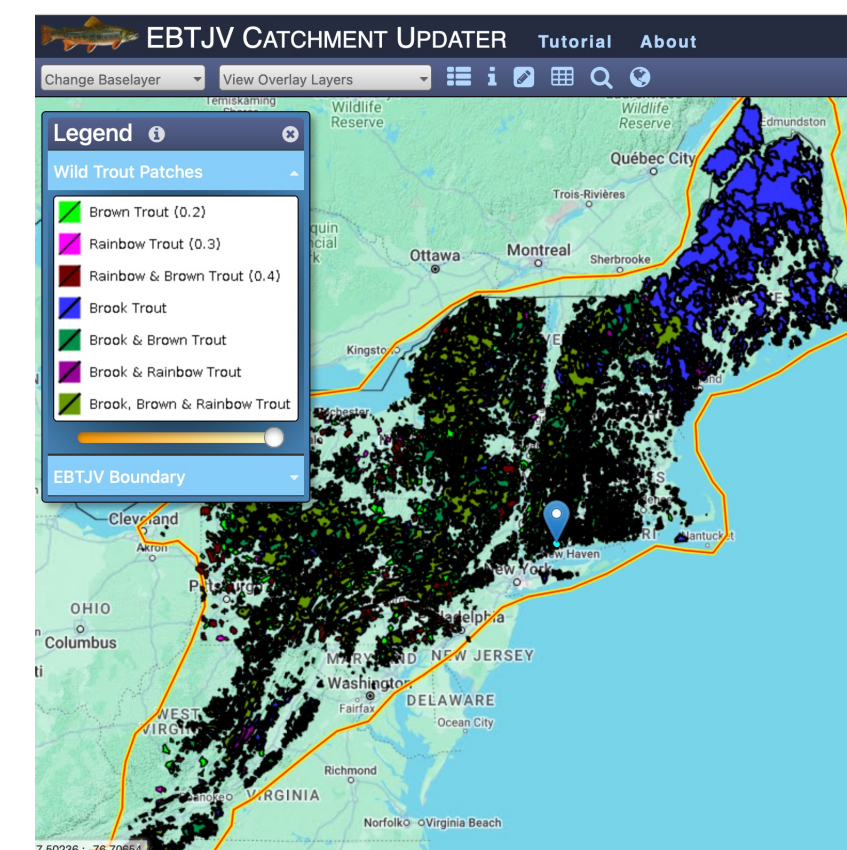 EBTJV CATCHMENT UPDATER Tutorial About
Change Baselayer View Overlay Layers
Temiskaming
Wildlife
Reserve
Wildlife
Reserve
Edmundston
Legend
Wild Trout Patches
Brown Trout (0.2)
Rainbow Trout (0.3)
Rainbow & Brown Trout (0.4)
Brook Trout
Brook & Brown Trout
Brook & Rainbow Trout
Brook, Brown & Rainbow Trout
EBTJV Boundary
Québec City
Trois-Rivières
Ottawa
Montreal
Sherbrooke
Nantucket
Cleveland
Akron
New Haven
New York
OHIO
Columbus
MARYLAND
NEW JERSEY
Washington
Fairfax
DELAWARE
Ocean City
WEST
Richmond
VIRGINIA
Norfolk
Virginia Beach